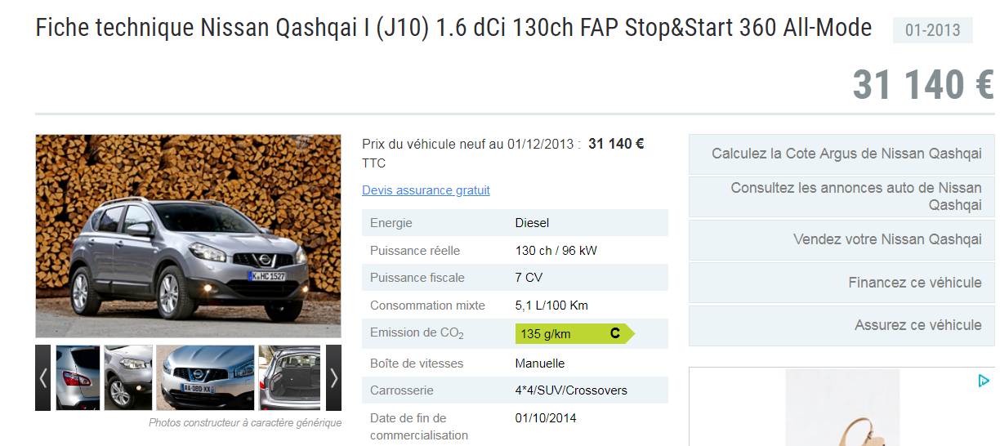 Fiche technique Nissan Qashqai I (J10) 1.6 dCi 130ch FAP Stop&Start 360 All-Mode
01-2013
31 140 €
Prix du véhicule neuf au 01/12/2013 : 31 140 €
TTC
Devis assurance gratuit
Energie Diesel
Puissance réelle 130 ch / 96 kW
Puissance fiscale 7 CV
Consommation mixte 5,1 L/100 Km
Emission de CO2 135 g/km C
Boîte de vitesses Manuelle
Carrosserie 4*4/SUV/Crossovers
Date de fin de 01/10/2014
commercialisation
K HC 1527
AA-080-XX
Photos constructeur à caractère générique
Calculez la Cote Argus de Nissan Qashqai
Consultez les annonces auto de Nissan
Qashqai
Vendez votre Nissan Qashqai
Financez ce véhicule
Assurez ce véhicule